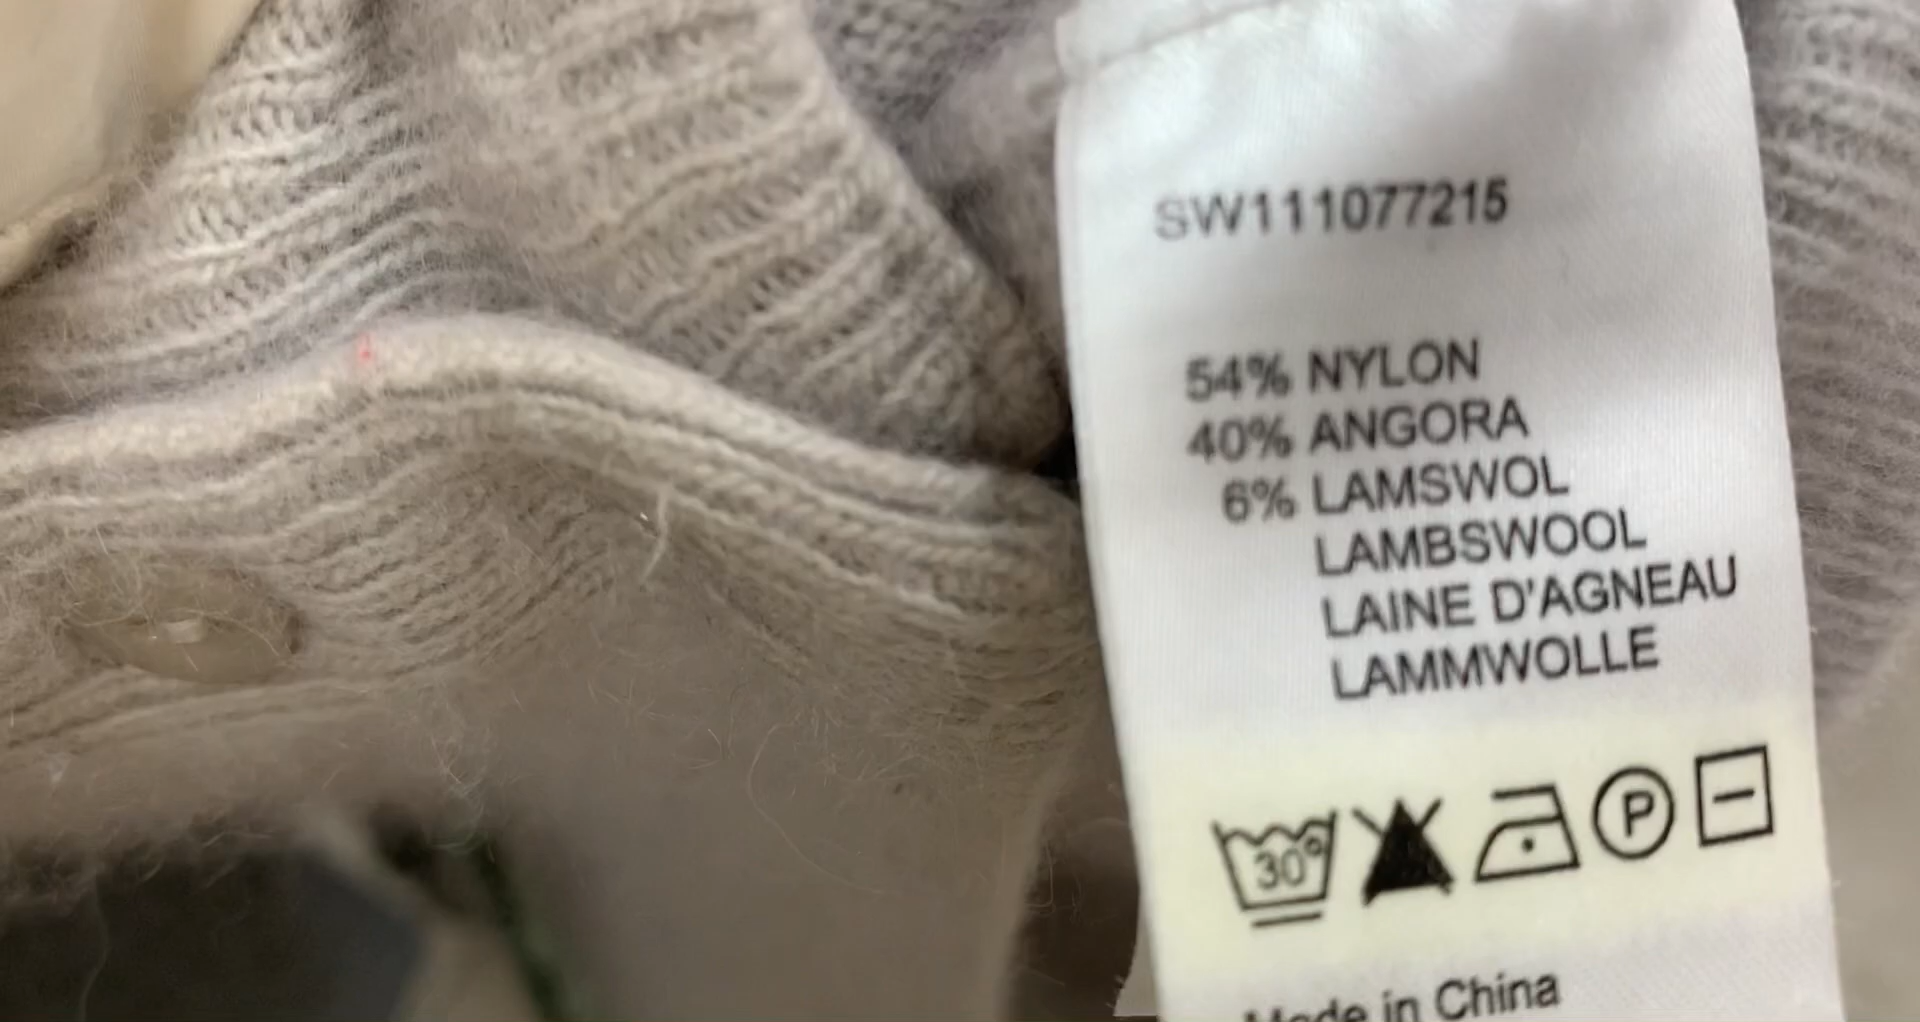 SW111077215
54% NYLON
40% ANGORA
6% LAMSWOL
LAMBSWOOL
LAINE D'AGNEAU
LAMMWOLLE
30° P
Made in China